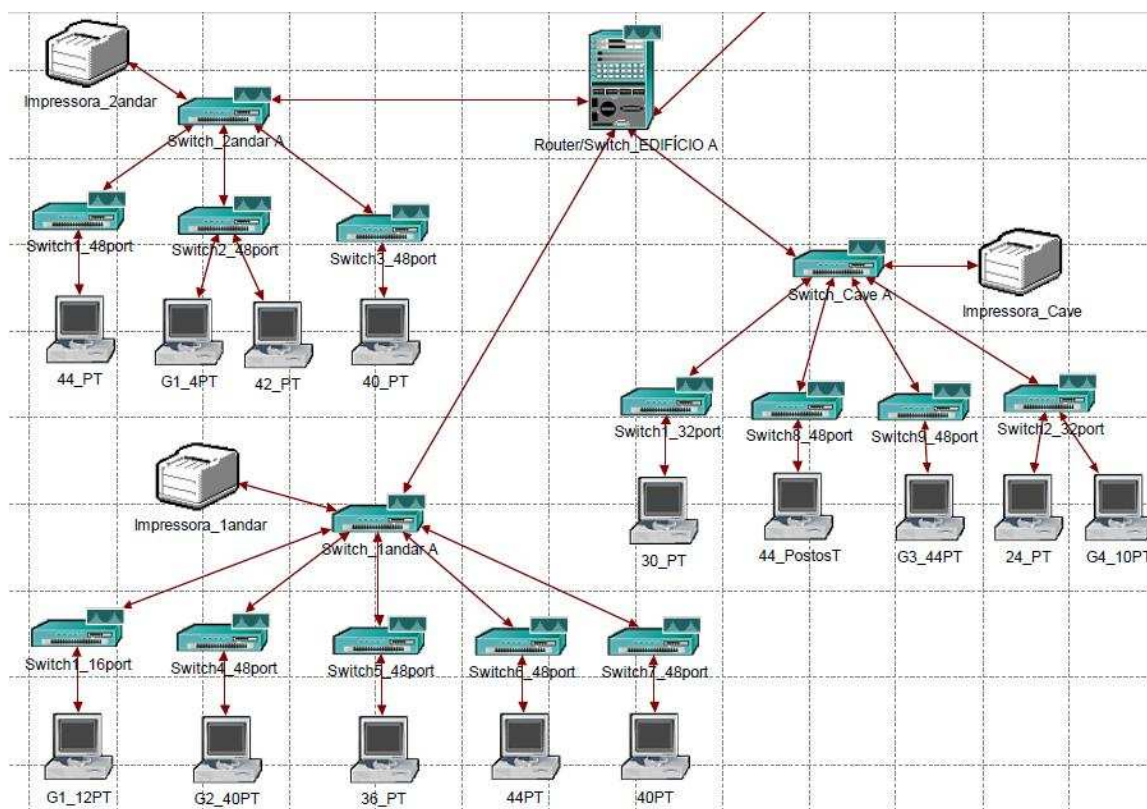 Impressora_2andar
Switch_2andar A
Router/Switch_EDIFÍCIO A
Switch1_48port
Switch2_48port
Switch3_48port
44_PT
G1_4PT
42_PT
40_PT
Switch_Cave A
Impressora_Cave
Switch1_32port
Switch8_48port
Switch9_48port
Switch2_32port
30_PT
44_PostosT
G3_44PT
24_PT
G4_10PT
Impressora_1andar
Switch_1andar A
Switch1_16port
Switch4_48port
Switch5_48port
Switch6_48port
Switch7_48port
G1_12PT
G2_40PT
36_PT
44PT
40PT